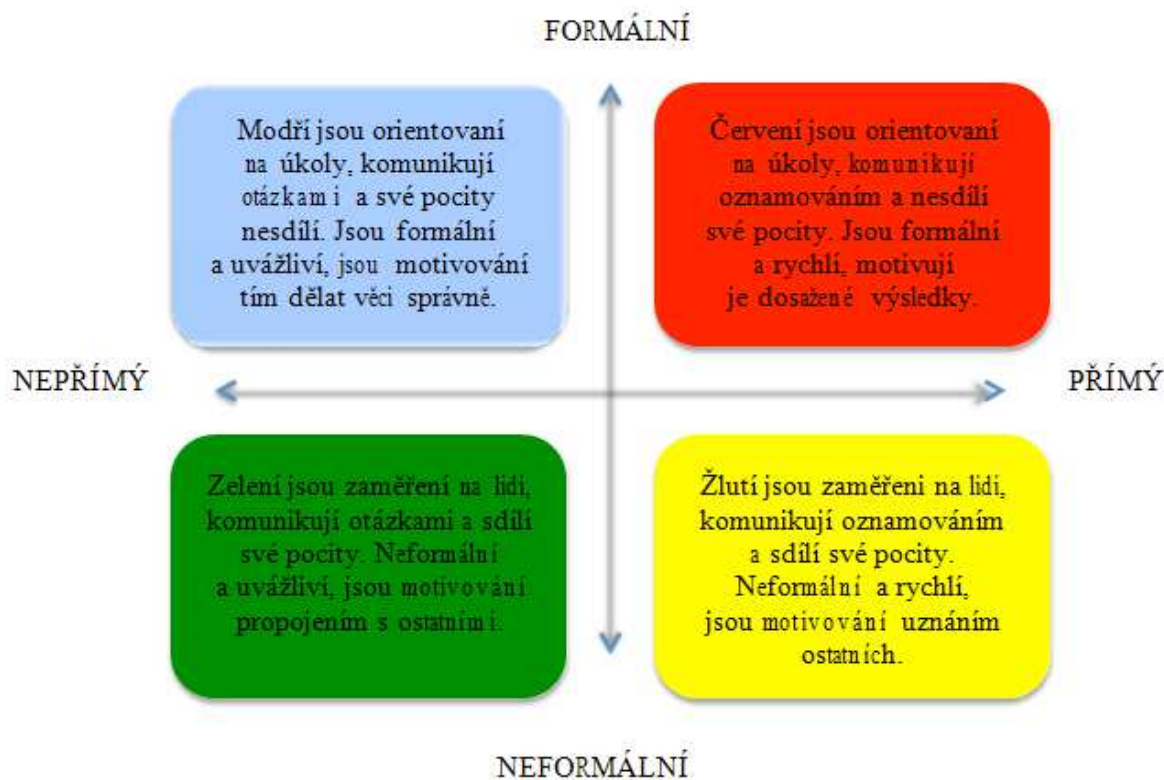 FORMÁLNÍ
Modří jsou orientovaní
na úkoly, komunikují
otázkami a své pocity
nesdílí. Jsou formální
a uvážliví, jsou motivování
tím dělat věci správně.
Červení jsou orientovaní
na úkoly, komunikují
oznamováním a nesdílí
své pocity. Jsou formální
a rychlí, motivují
je dosažené výsledky.
NEPŘÍMÝ
PŘÍMÝ
Zelení jsou zaměření na lidi,
komunikují otázkami a sdílí
své pocity. Neformální
a uvážliví, jsou motivování
propojením s ostatními.
Žlutí jsou zaměřeni na lidi,
komunikují oznamováním
a sdílí své pocity.
Neformální a rychlí,
jsou motivování uznáním
ostatních.
NEFORMÁLNÍ